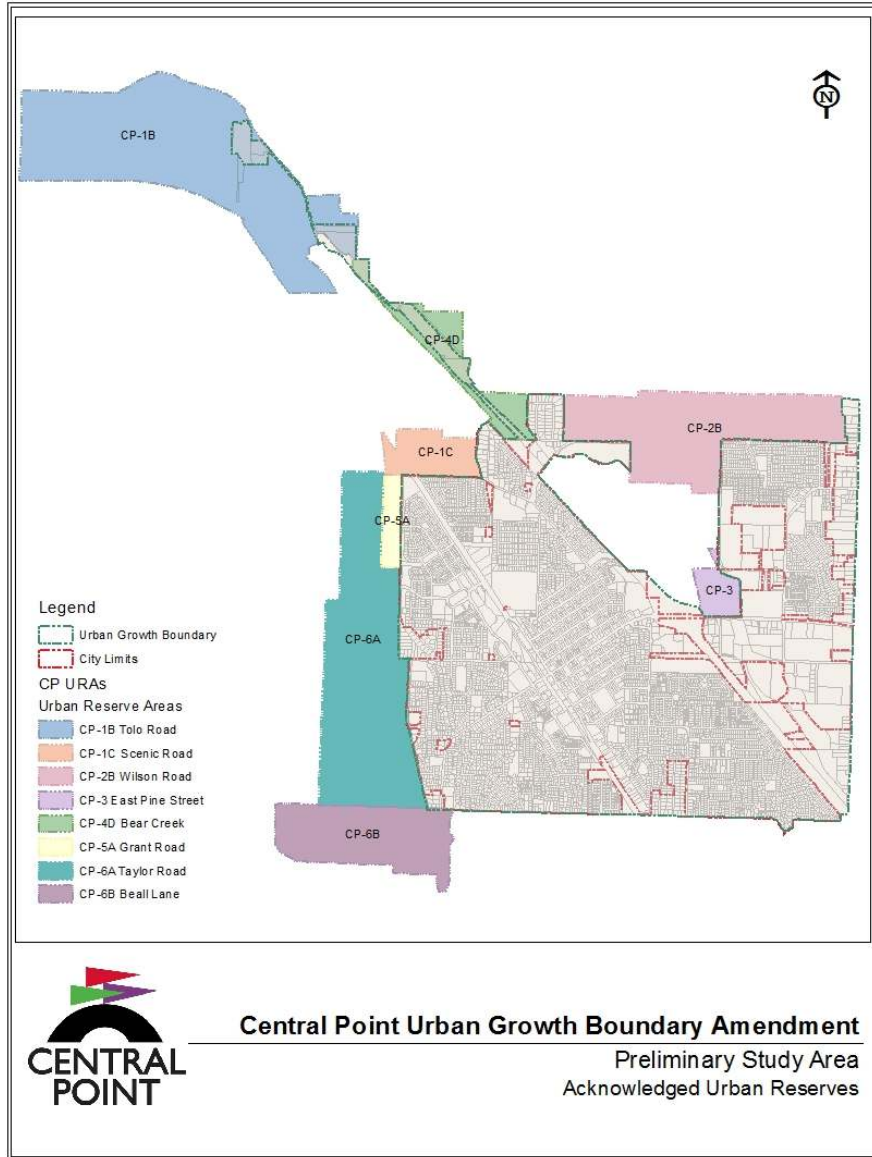 N
CP-1B
CP-4D
CP-2B
CP-1C
CP-5A
CP-3
CP-6A
CP-6B
Legend
Urban Growth Boundary
City Limits
CP URAs
Urban Reserve Areas
CP-1B Tolo Road
CP-1C Scenic Road
CP-2B Wilson Road
CP-3 East Pine Street
CP-4D Bear Creek
CP-5A Grant Road
CP-6A Taylor Road
CP-6B Beall Lane
CENTRAL
POINT
Central Point Urban Growth Boundary Amendment
Preliminary Study Area
Acknowledged Urban Reserves